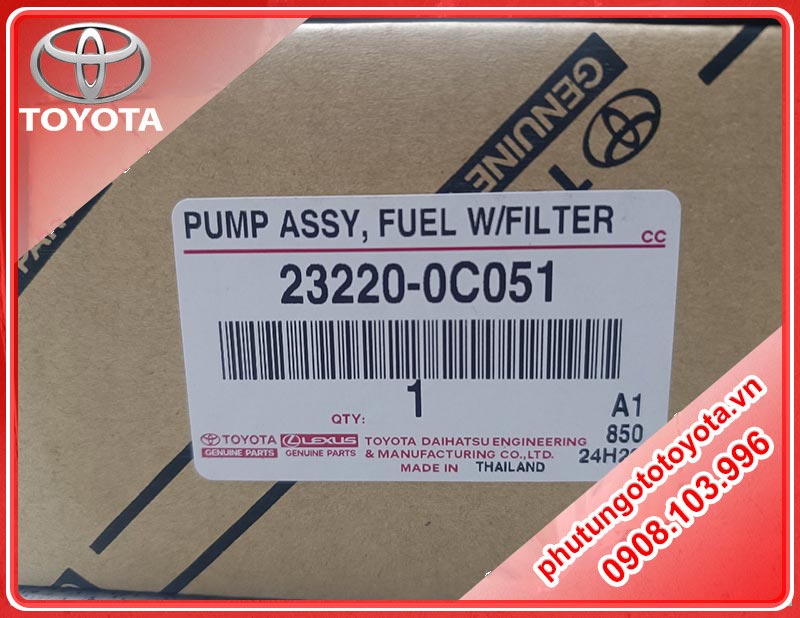 TOYOTA
GENUINE
PAR
PUMP ASSY, FUEL W/FILTER
CC
23220-0C051
1
QTY:
A1
850
TOYOTA
GENUINE PARTS
LEXUS
GENUINE PARTS
TOYOTA DAIHATSU ENGINEERING
& MANUFACTURING CO., LTD.
MADE IN THAILAND
phutungototoyota.vn
0908.103.996